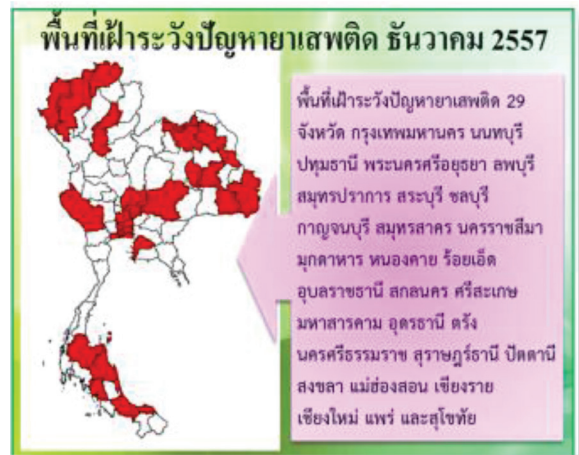 พื้นที่เฝ้าระวังปัญหายาเสพติด ธันวาคม 2557
พื้นที่เฝ้าระวังปัญหายาเสพติด 29
จังหวัด กรุงเทพมหานคร นนทบุรี
ปทุมธานี พระนครศรีอยุธยา ลพบุรี
สมุทรปราการ สระบุรี ชลบุรี
กาญจนบุรี สมุทรสาคร นครราชสีมา
มุกดาหาร หนองคาย ร้อยเอ็ด
อุบลราชธานี สกลนคร ศรีสะเกษ
มหาสารคาม อุดรธานี ตรัง
นครศรีธรรมราช สุราษฎร์ธานี ปัตตานี
สงขลา แม่ฮ่องสอน เชียงราย
เชียงใหม่ แพร่ และสุโขทัย